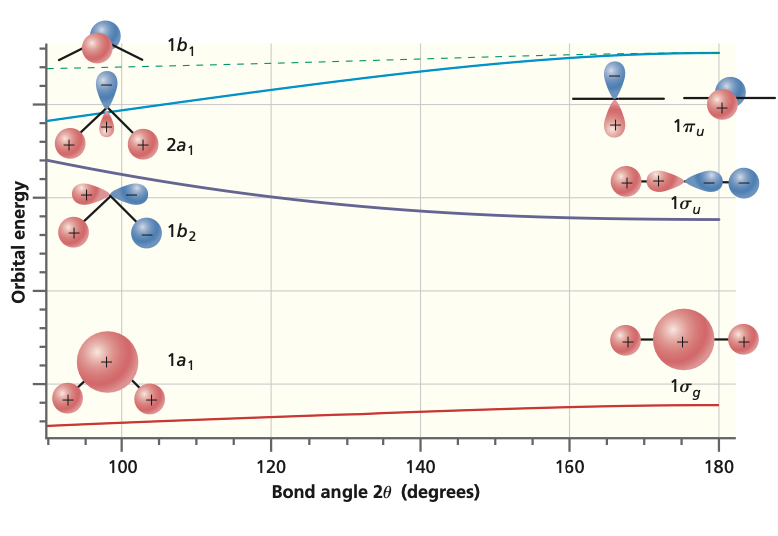 1b₁
−
+
+
+
2a₁
+
−
+
−
1b₂
+
+
+
1a₁
−
+
+
1πᵤ
+
+
−
−
1σᵤ
+
+
+
1σg
Orbital energy
100 120 140 160 180
Bond angle 2θ (degrees)